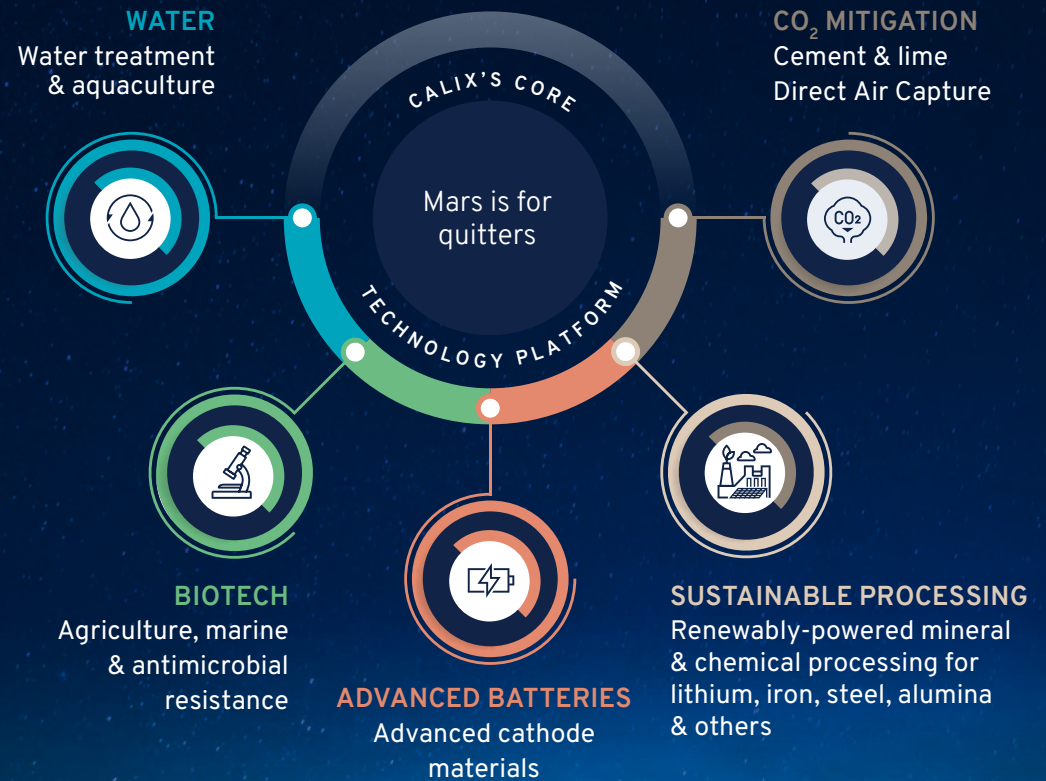 WATER
Water treatment
& aquaculture
CO₂ MITIGATION
Cement & lime
Direct Air Capture
CALIX'S CORE
Mars is for
quitters
TECHNOLOGY PLATFORM
CO₂
BIOTECH
Agriculture, marine
& antimicrobial
resistance
ADVANCED BATTERIES
Advanced cathode
materials
SUSTAINABLE PROCESSING
Renewably-powered mineral
& chemical processing for
lithium, iron, steel, alumina
& others